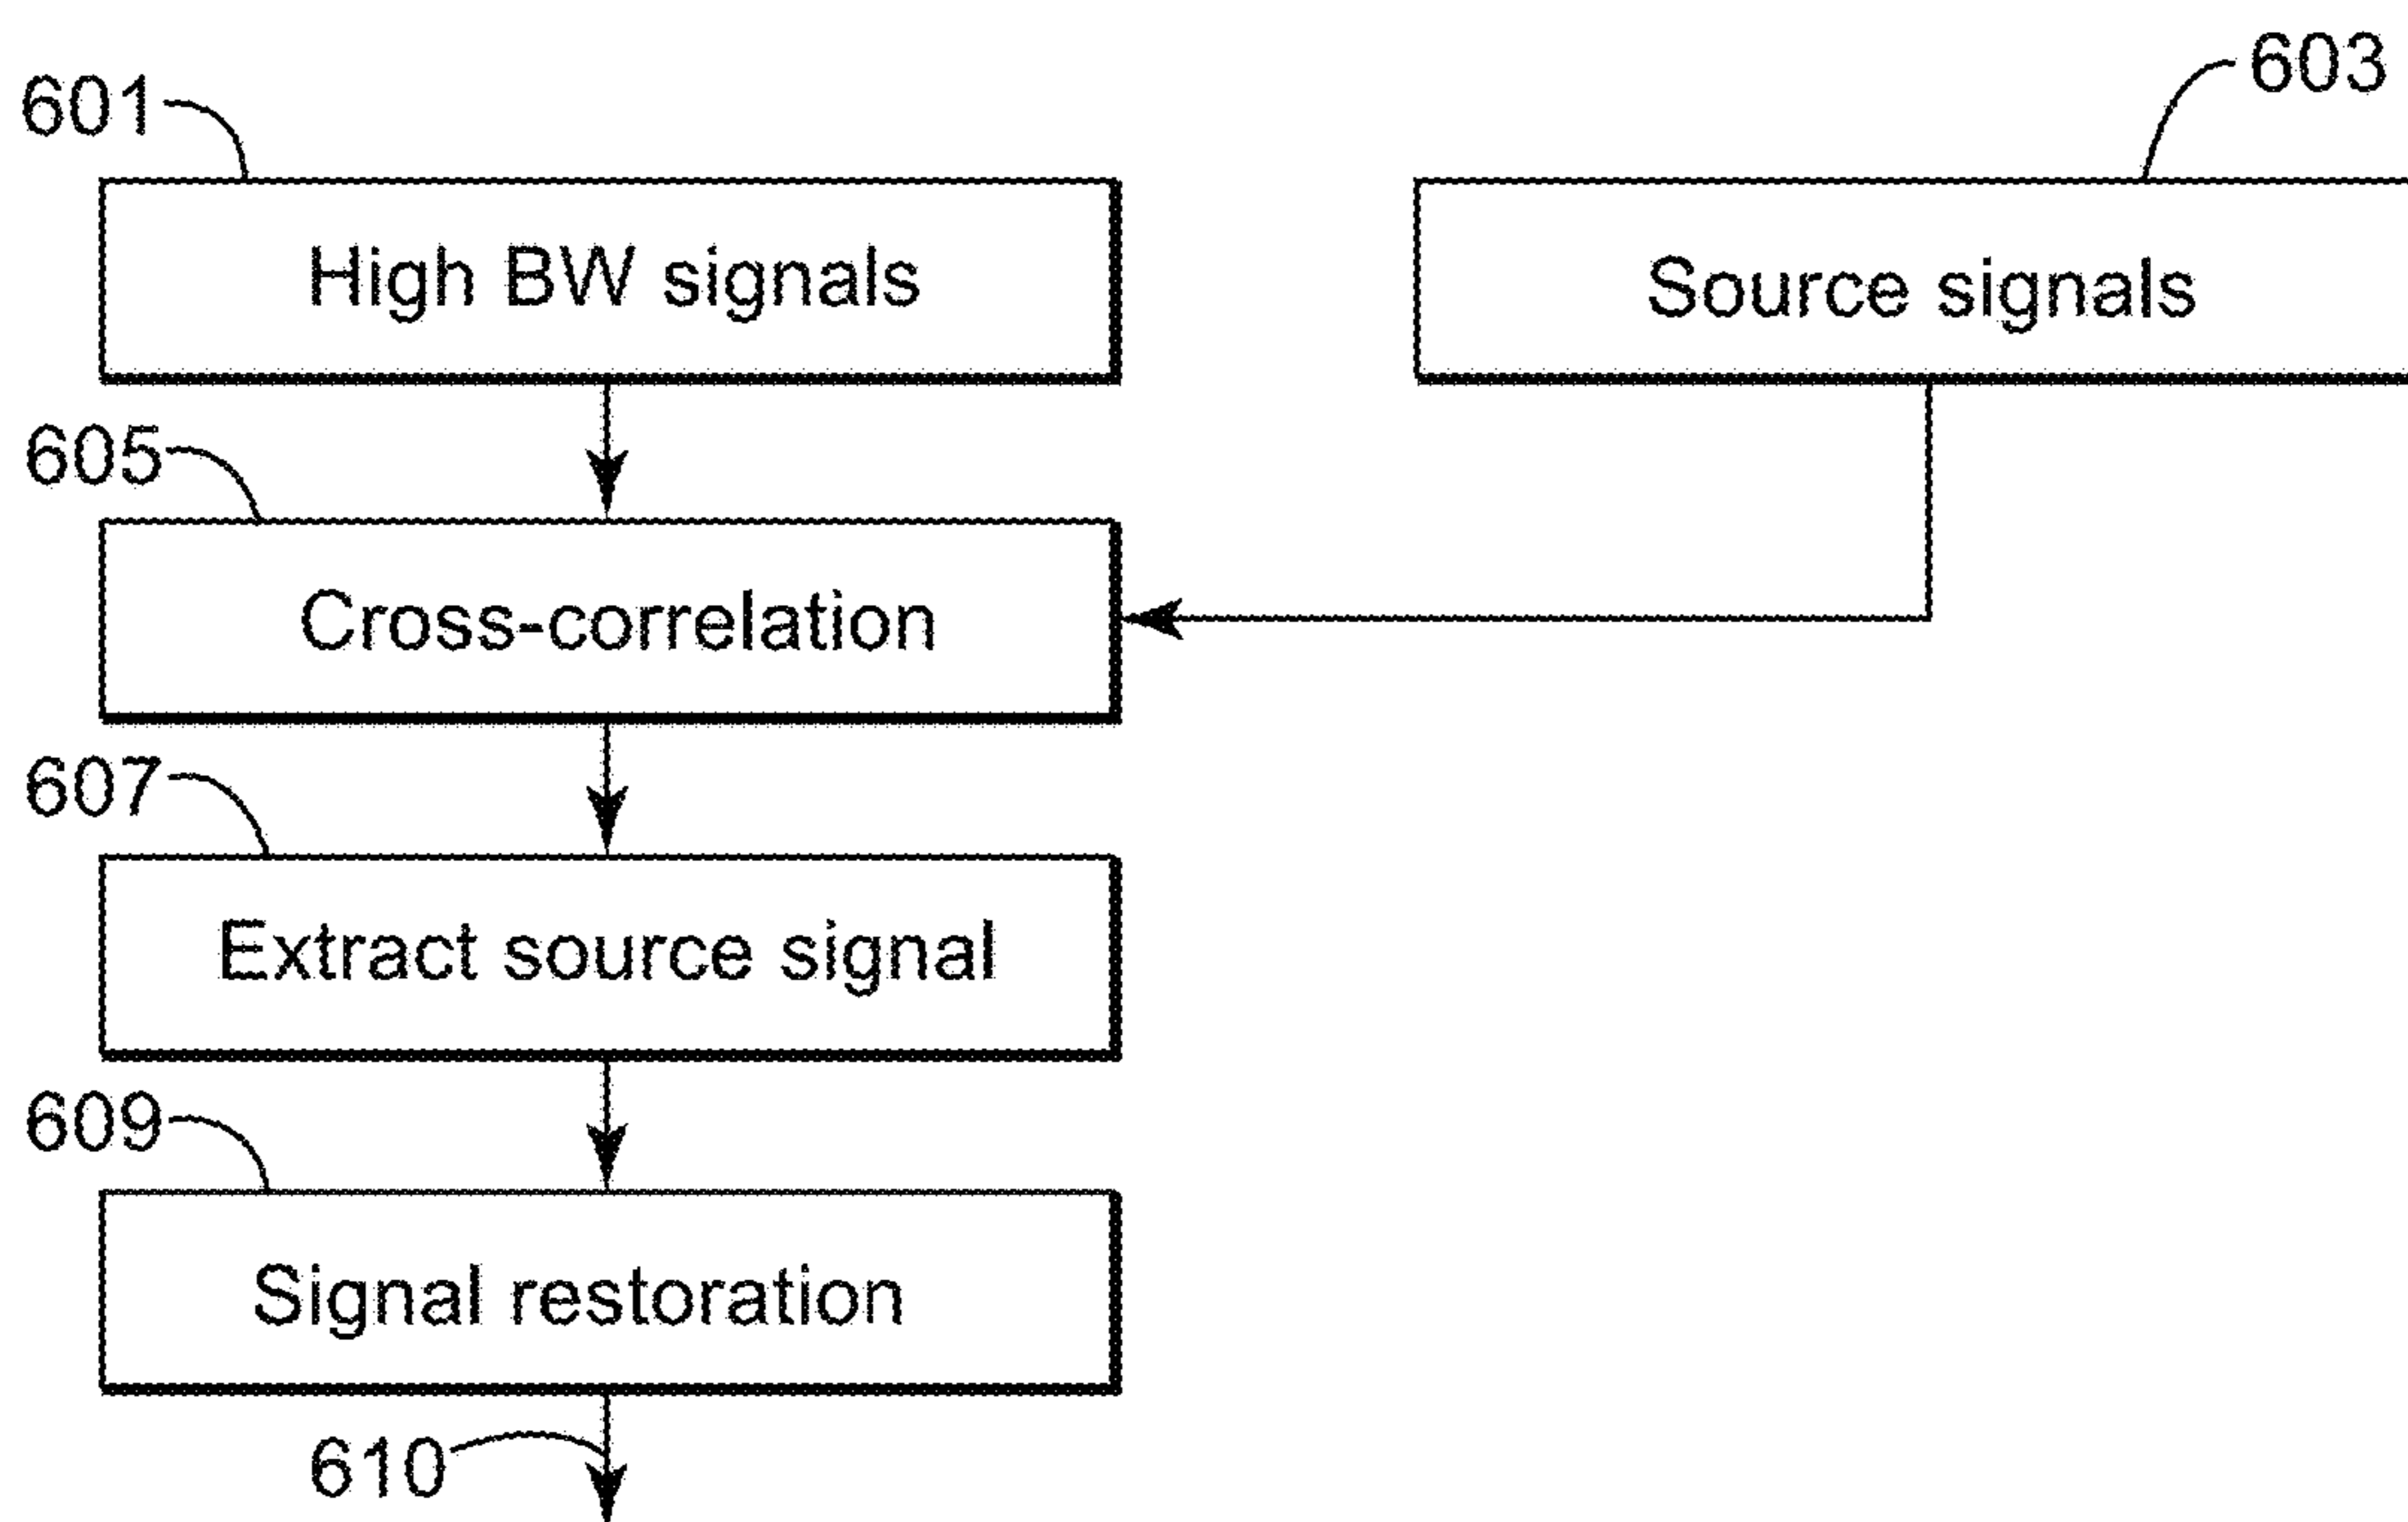 601
603
High BW signals
Source signals
605
Cross-correlation
607
Extract source signal
609
Signal restoration
610